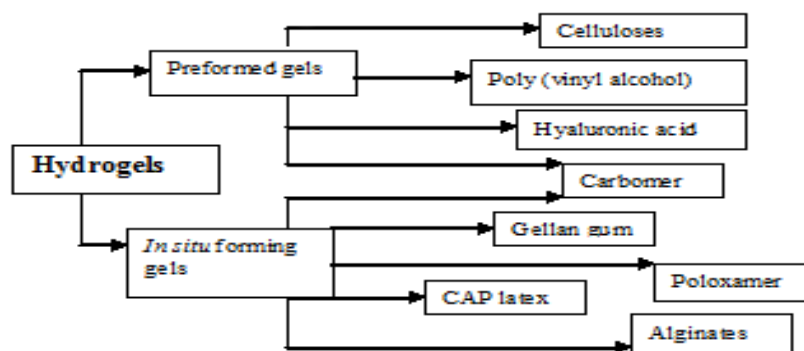 Celluloses
Preformed gels
Poly (vinyl alcohol)
Hyaluronic acid
Hydrogels
Carbomer
Gellan gum
In situ forming
gels
Poloxamer
CAP latex
Alginates